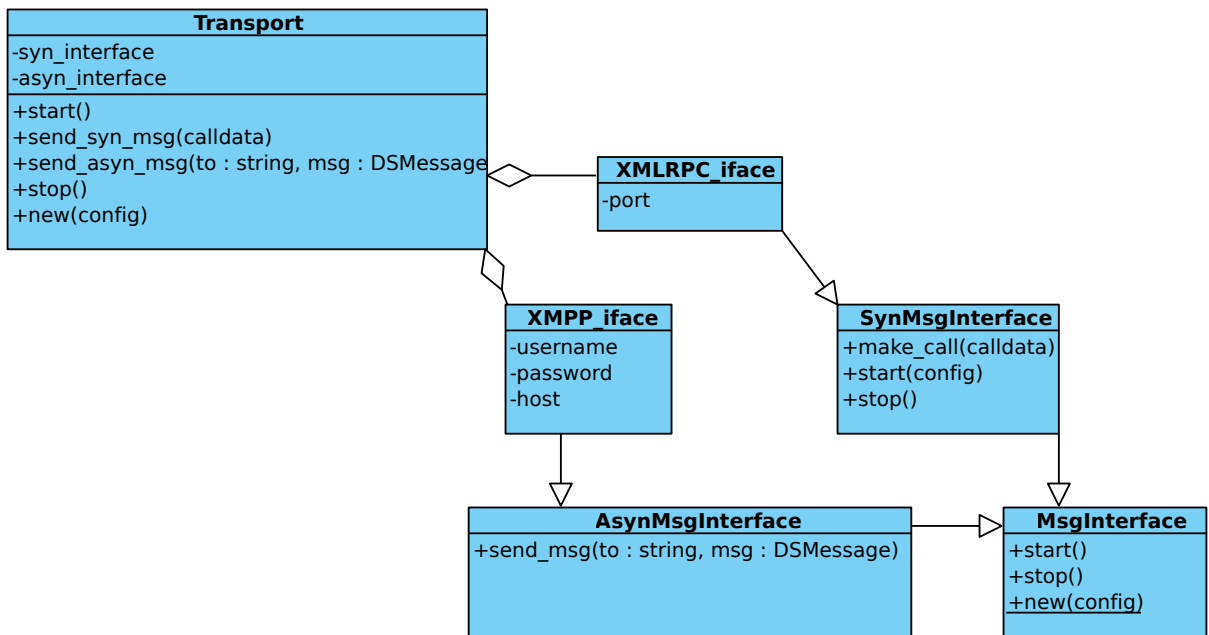 Transport
-syn_interface
-asyn_interface
+start()
+send_syn_msg(calldata)
+send_asyn_msg(to : string, msg : DSMessage
+stop()
+new(config)
XMLRPC_iface
-port
XMPP_iface
-username
-password
-host
SynMsgInterface
+make_call(calldata)
+start(config)
+stop()
AsynMsgInterface
+send_msg(to : string, msg : DSMessage)
MsgInterface
+start()
+stop()
+new(config)